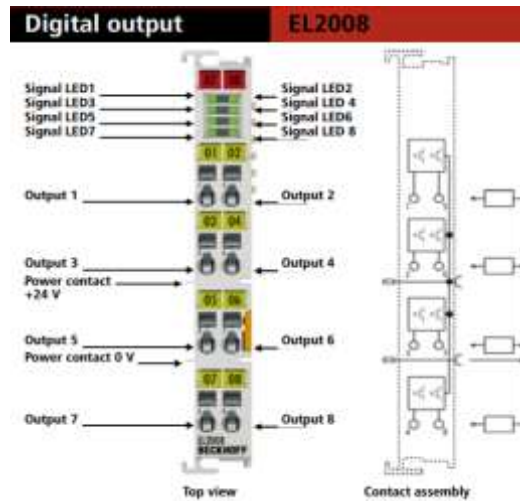 Digital output EL2008
Signal LED1 Signal LED2
Signal LED3 Signal LED 4
Signal LED5 Signal LED6
Signal LED7 Signal LED 8
01 02
Output 1 Output 2
03 04
Output 3 Output 4
Power contact
+24 V
05 06
Output 5 Output 6
Power contact 0 V
07 08
Output 7 Output 8
EL2008
BECKHOFF
Top view Contact assembly